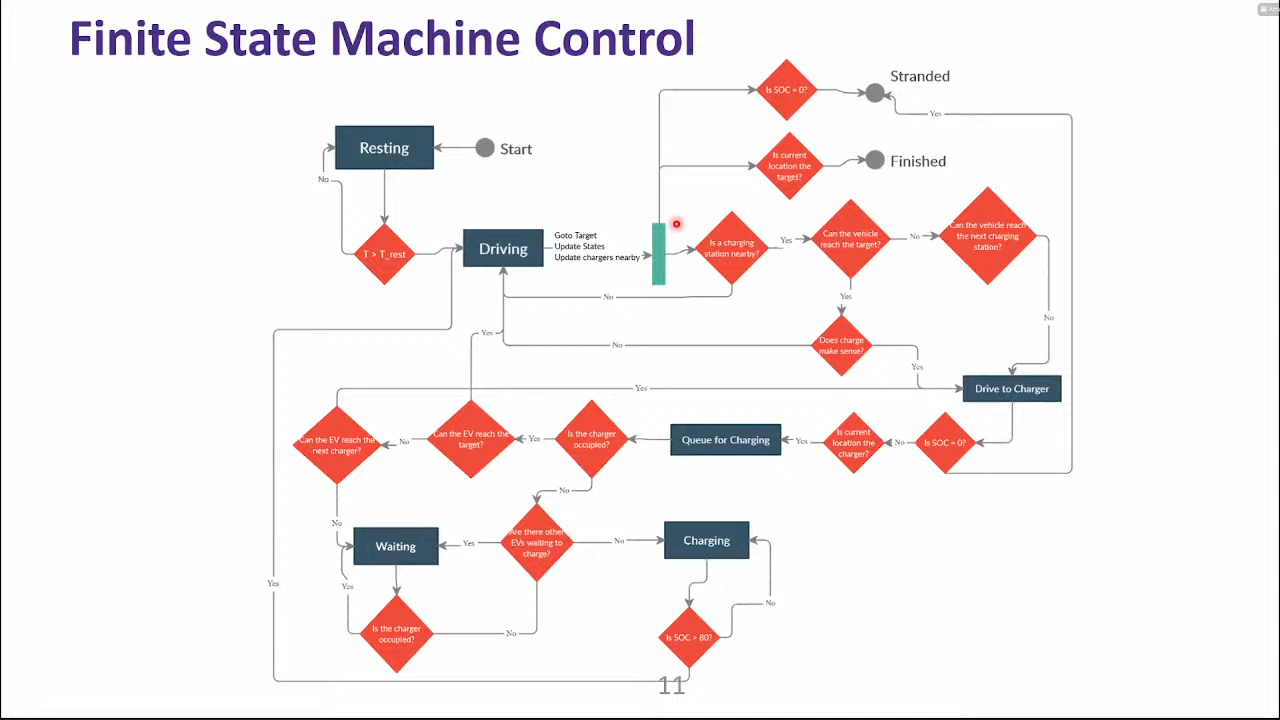 Finite State Machine Control
Stranded
Is SOC = 0?
Yes
Resting
Start
Is current
location the
target?
Finished
No
T > T_rest
Driving
Goto Target
Update States
Update chargers nearby
Is a charging
station nearby?
Yes
Can the vehicle
reach the target?
No
Can the vehicle reach
the next charging
station?
No
Yes
No
Yes
No
Does charge
make sense?
Yes
Yes
Drive to Charger
Can the EV reach the
next charger?
No
Can the EV reach the
target?
Yes
Is the charger
occupied?
Queue for Charging
Yes
Is current
location the
charger?
No
Is SOC = 0?
No
No
Waiting
Yes
Are there other
EVs waiting to
charge?
No
Charging
Yes
Yes
No
Is the charger
occupied?
No
Is SOC > 80?
11